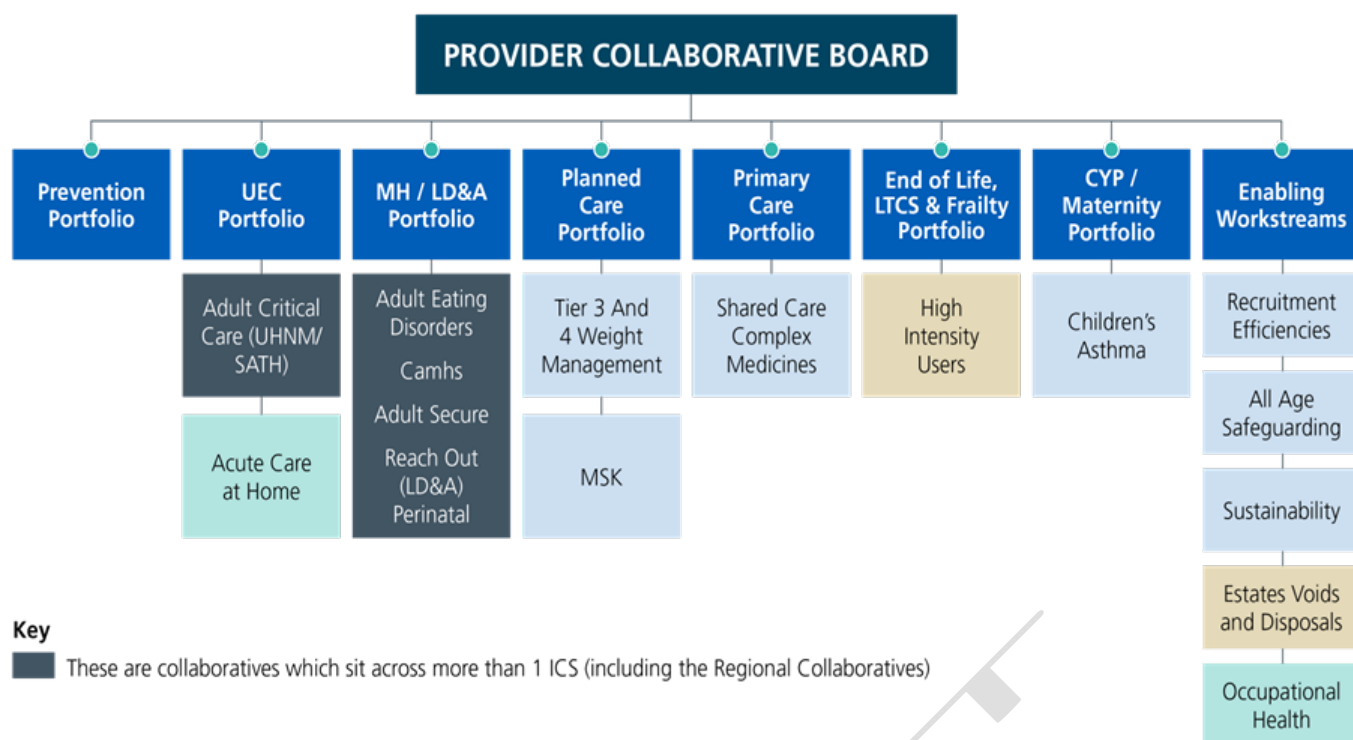 PROVIDER COLLABORATIVE BOARD
Prevention
Portfolio
UEC
Portfolio
Adult Critical
Care (UHNM/
SATH)
Acute Care
at Home
MH / LD&A
Portfolio
Adult Eating
Disorders
Camhs
Adult Secure
Reach Out
(LD&A)
Perinatal
Planned
Care
Portfolio
Tier 3 And
4 Weight
Management
MSK
Primary
Care
Portfolio
Shared Care
Complex
Medicines
End of Life,
LTCS & Frailty
Portfolio
High
Intensity
Users
CYP /
Maternity
Portfolio
Children's
Asthma
Enabling
Workstreams
Recruitment
Efficiencies
All Age
Safeguarding
Sustainability
Estates Voids
and Disposals
Occupational
Health
Key
These are collaboratives which sit across more than 1 ICS (including the Regional Collaboratives)